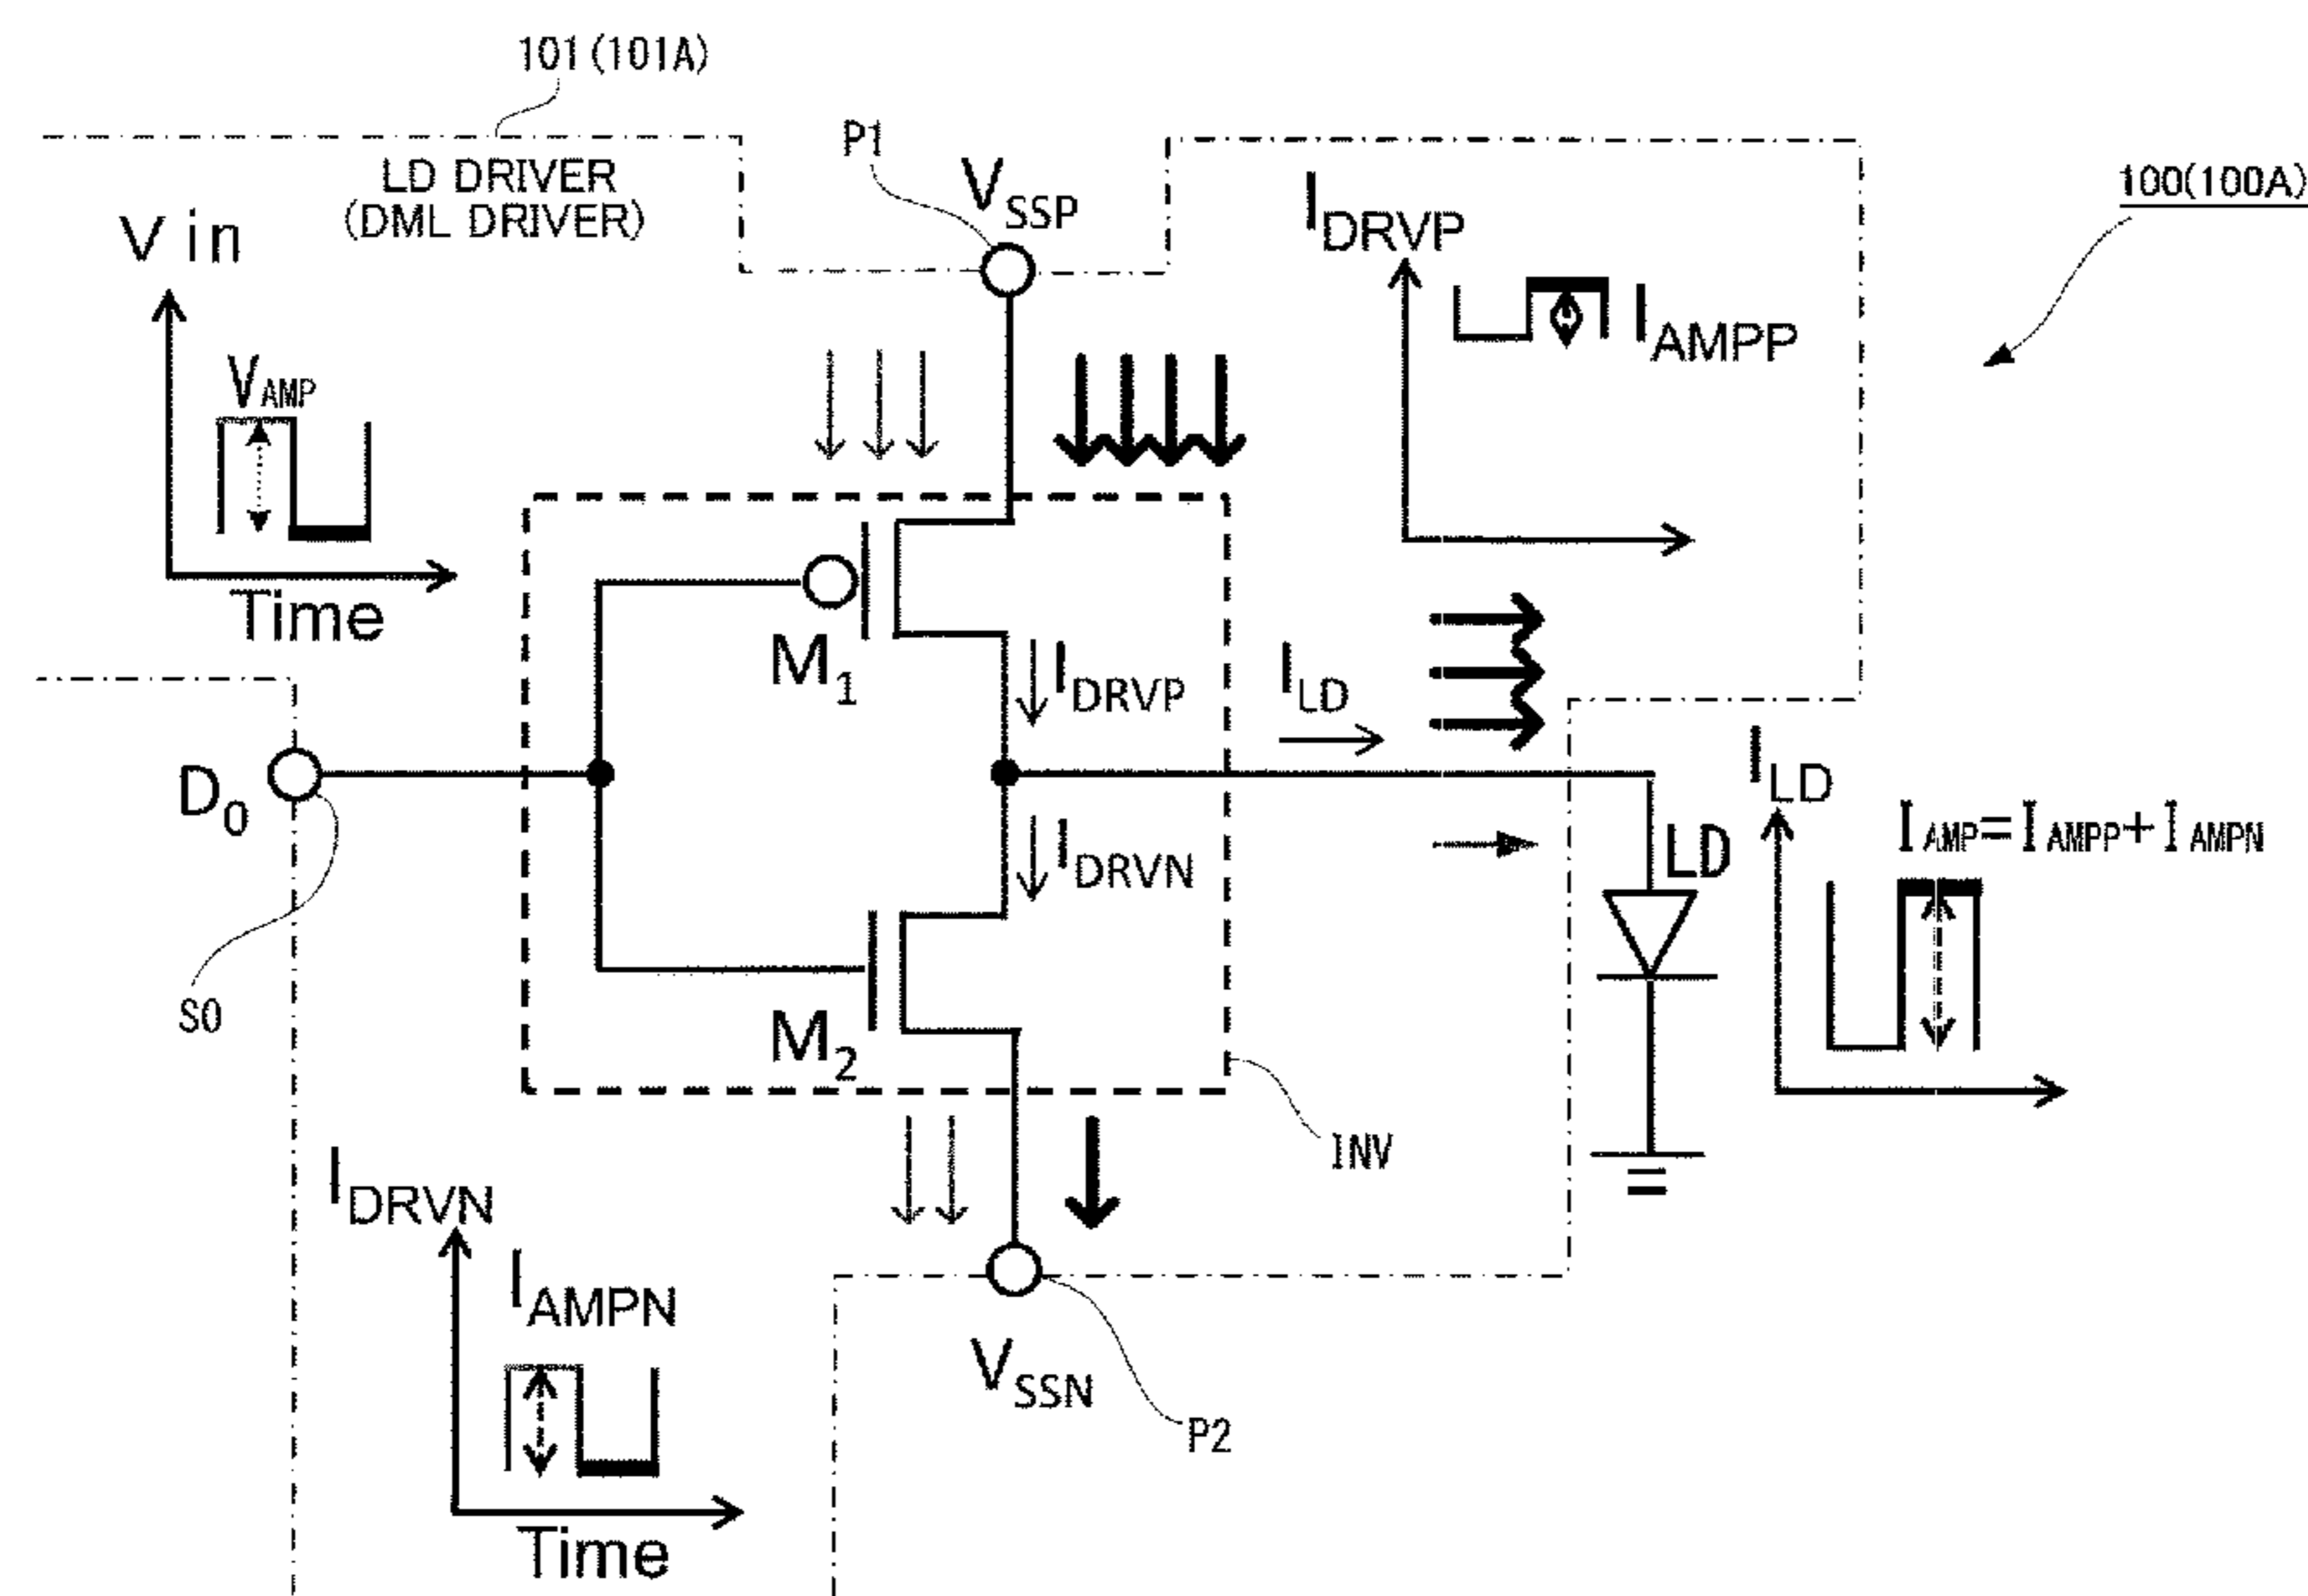 101(101A)
LD DRIVER
(DML DRIVER)
P1
VSSP
100(100A)
Vin
IDRVP
IAMPP
VAMP
Time
M1
IDRVP
ILD
D0
ILD
IAMP=IAMPP+IAMPN
IDRVN
LD
S0
M2
INV
IDRVN
IAMPN
VSSN
P2
Time